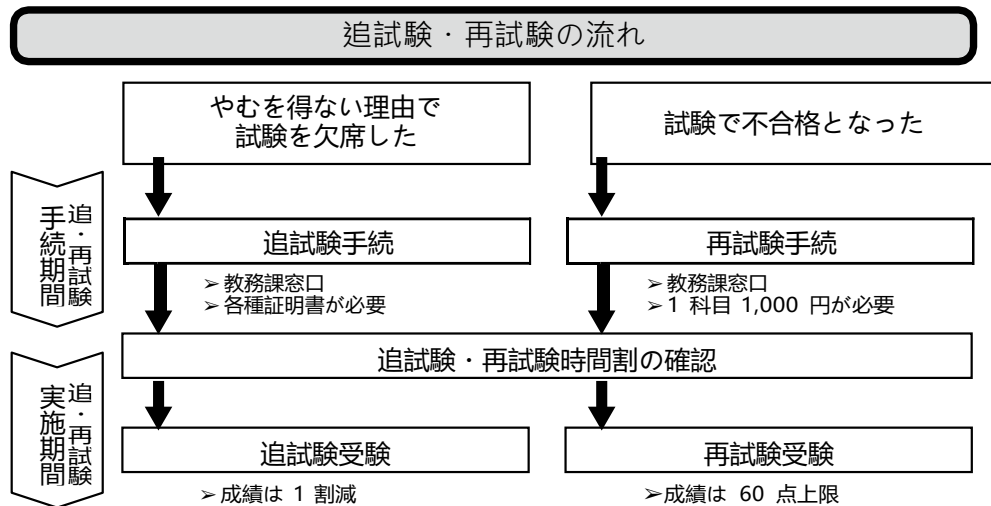 追試験・再試験の流れ
やむを得ない理由で
試験を欠席した
試験で不合格となった
追・再試験
手続期間
追試験手続
再試験手続
➢教務課窓口
➢各種証明書が必要
➢教務課窓口
➢1 科目 1,000 円が必要
追試験・再試験時間割の確認
追・再試験
実施期間
追試験受験
再試験受験
➢成績は 1 割減
➢成績は 60 点上限